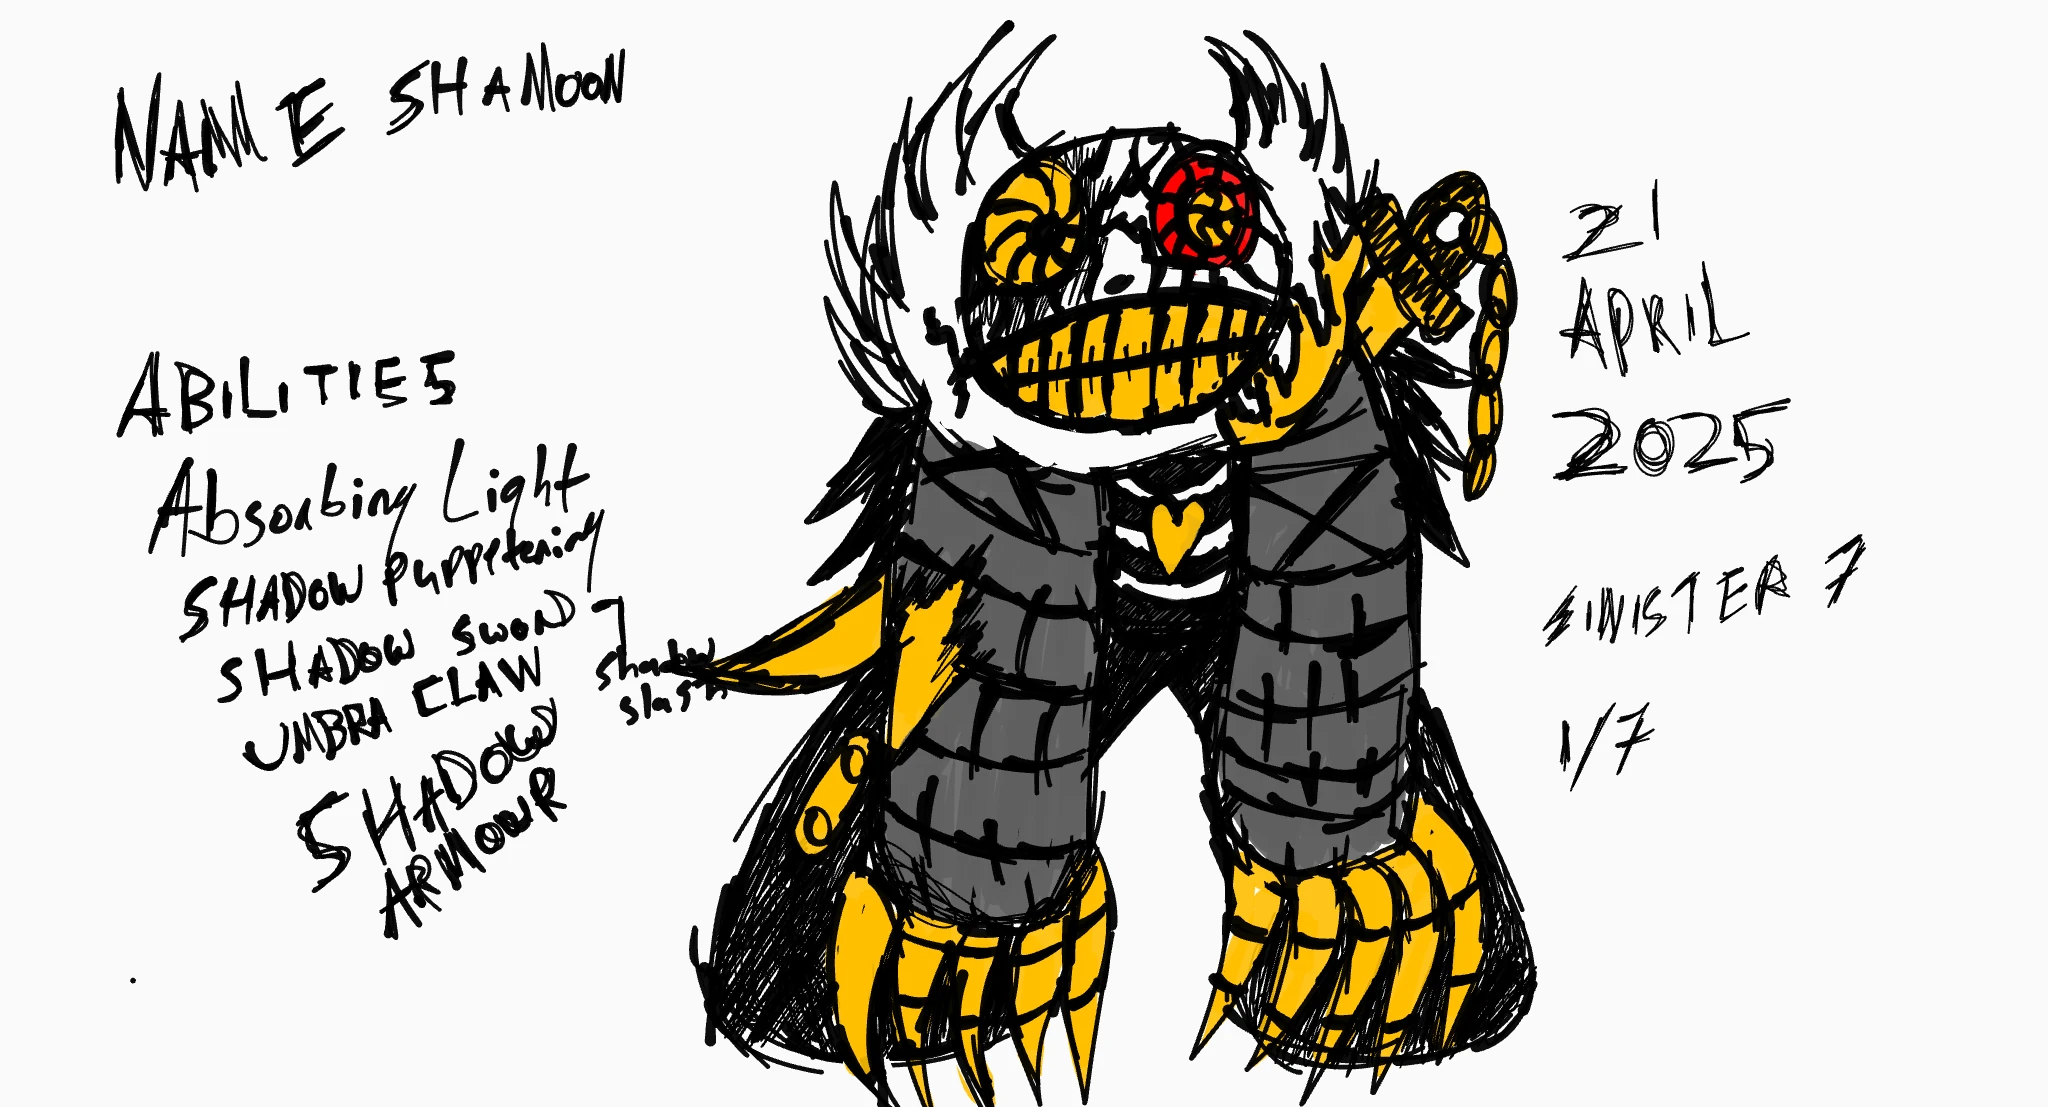 NAME SHAMOON
ABILITIES
Absorbing Light
SHADOW puppetening
SHADOW SWORD
shadow slash
UMBRA CLAW
SHADOW
ARMOUR
21
APRIL
2025
SINISTER 7
1/7